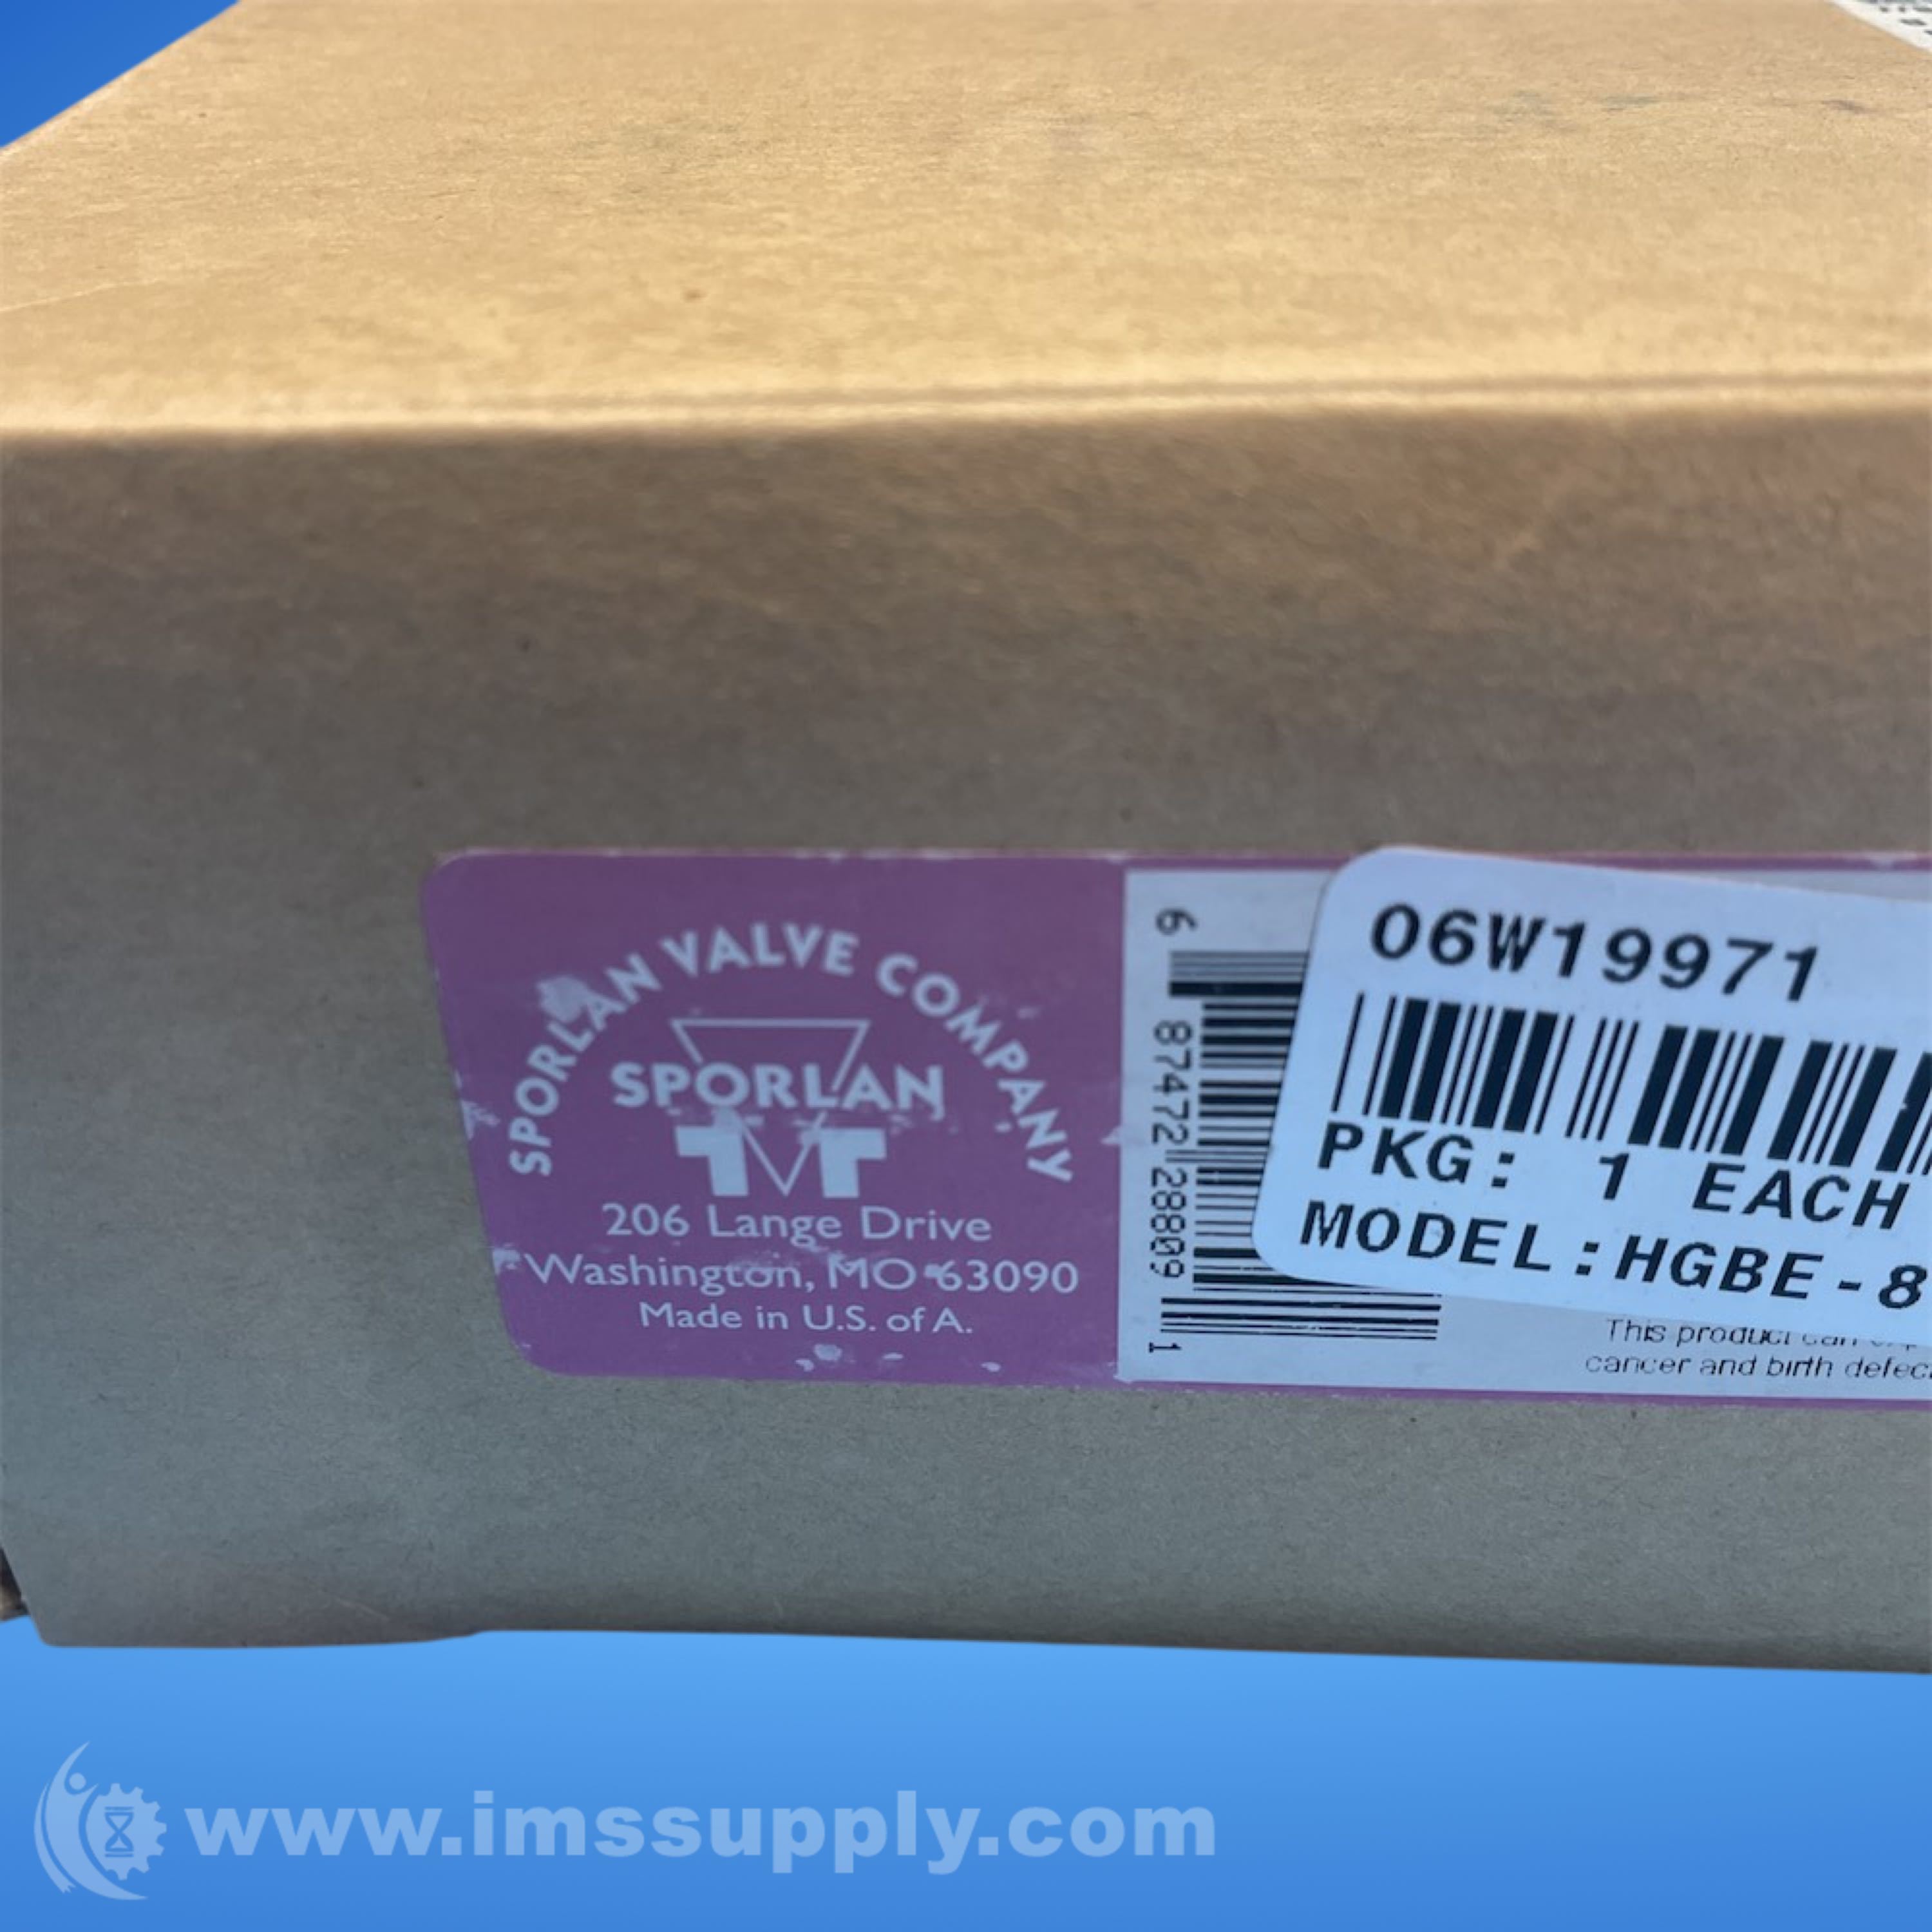 SPORLAN VALVE COMPANY
SPORLAN
206 Lange Drive
Washington, MO 63090
Made in U.S. of A.
6 87472 28809 1
06W19971
PKG: 1 EACH
MODEL:HGBE-8
This product can
cancer and birth defec
www.imssupply.com